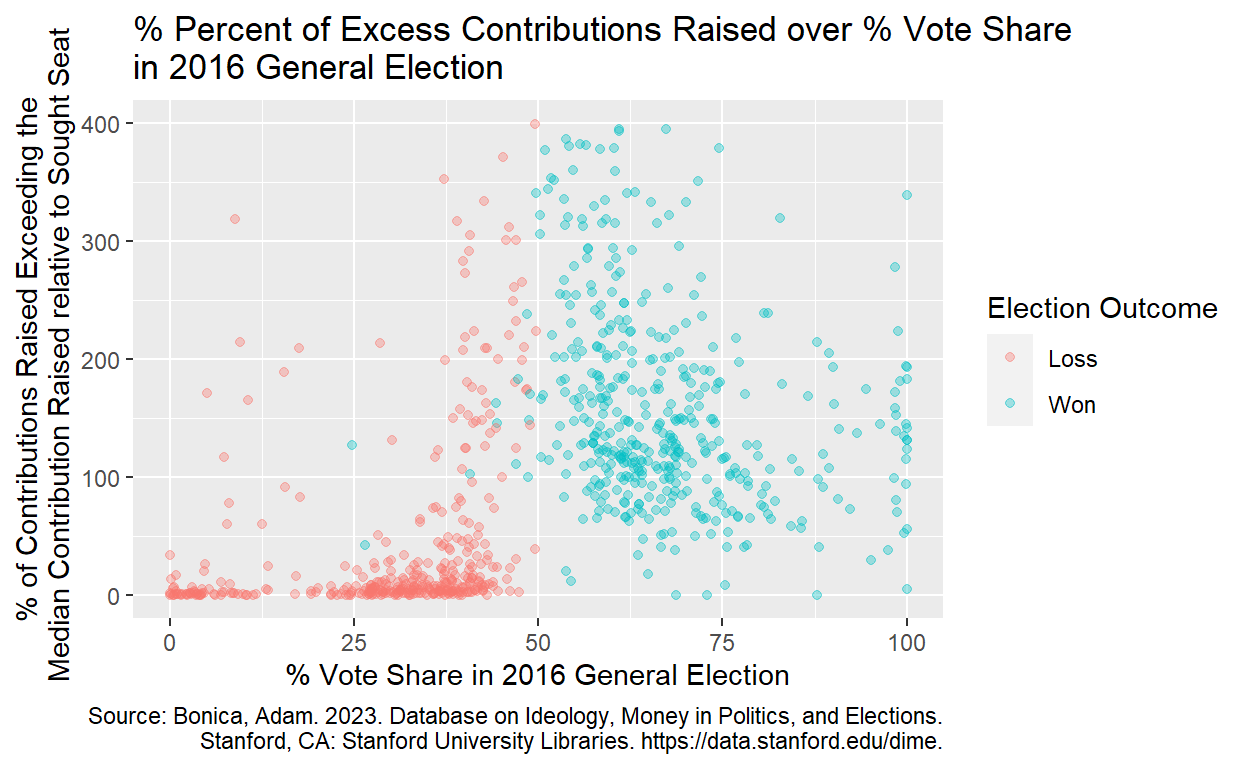 % Percent of Excess Contributions Raised over % Vote Share
in 2016 General Election
% of Contributions Raised Exceeding the
Median Contribution Raised relative to Sought Seat
400
300
200
100
0
0 25 50 75 100
% Vote Share in 2016 General Election
Election Outcome
Loss
Won
Source: Bonica, Adam. 2023. Database on Ideology, Money in Politics, and Elections.
Stanford, CA: Stanford University Libraries. https://data.stanford.edu/dime.